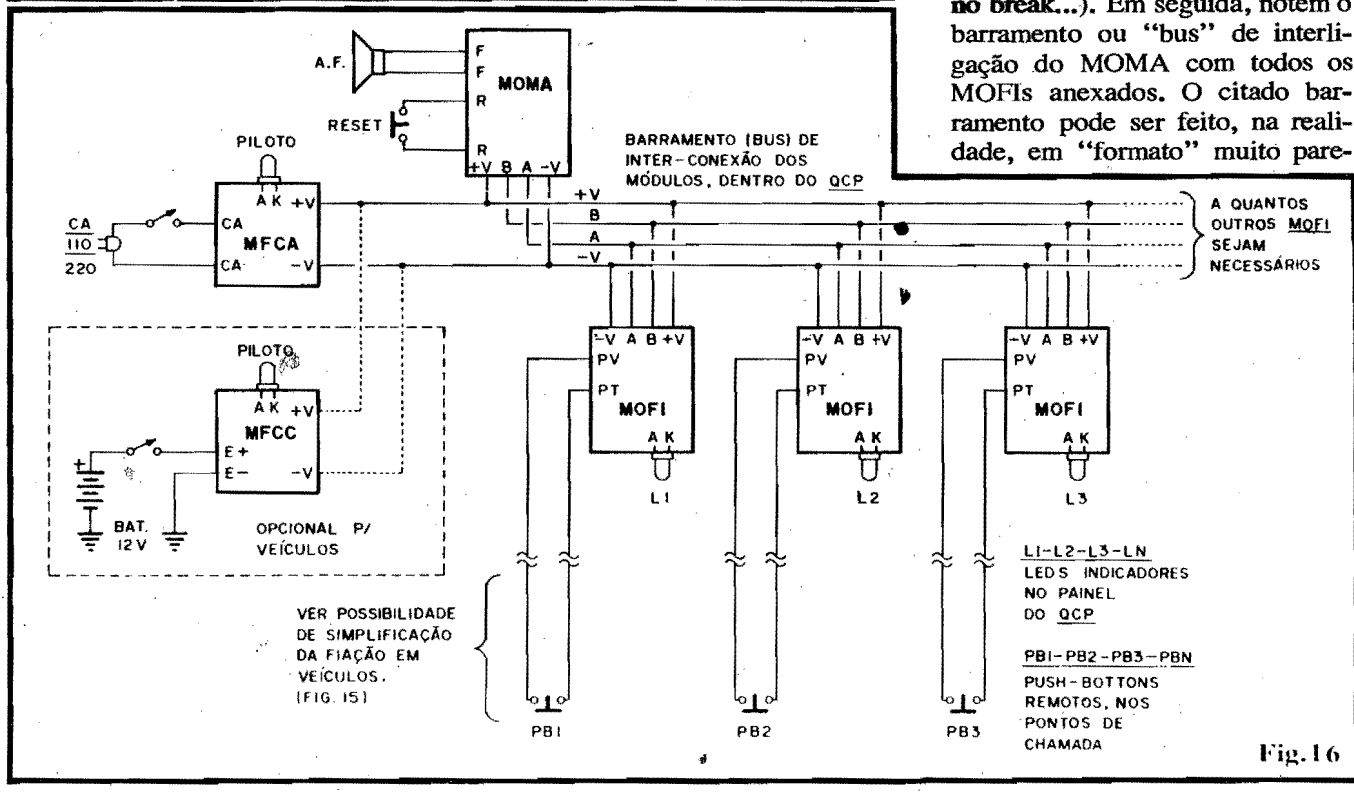 no break...). Em seguida, notem o
barramento ou "bus" de interli-
gação do MOMA com todos os
MOFIs anexados. O citado bar-
ramento pode ser feito, na reali-
dade, em "formato" muito pare-
A.F.
F
F
R
R
MOMA
+V B A -V
RESET
PILOTO
A K +V
CA
MFCA
CA
-V
CA
110
220
BARRAMENTO (BUS) DE
INTER-CONEXÃO DOS
MÓDULOS, DENTRO DO QCP
+V
B
A
-V
A QUANTOS
OUTROS MOFI
SEJAM
NECESSÁRIOS
PILOTO
A K +V
MFCC
E+
E-
-V
+
BAT.
12V
OPCIONAL P/
VEÍCULOS
-V A B +V
PV
PT
MOFI
A K
L1
-V A B +V
PV
PT
MOFI
A K
L2
-V A B +V
PV
PT
MOFI
A K
L3
VER POSSIBILIDADE
DE SIMPLIFICAÇÃO
DA FIAÇÃO EM
VEÍCULOS.
(FIG. 15)
PB1
PB2
PB3
L1-L2-L3-LN
LEDS INDICADORES
NO PAINEL
DO QCP
PB1-PB2-PB3-PBN
PUSH-BOTTONS
REMOTOS, NOS
PONTOS DE
CHAMADA
Fig.16